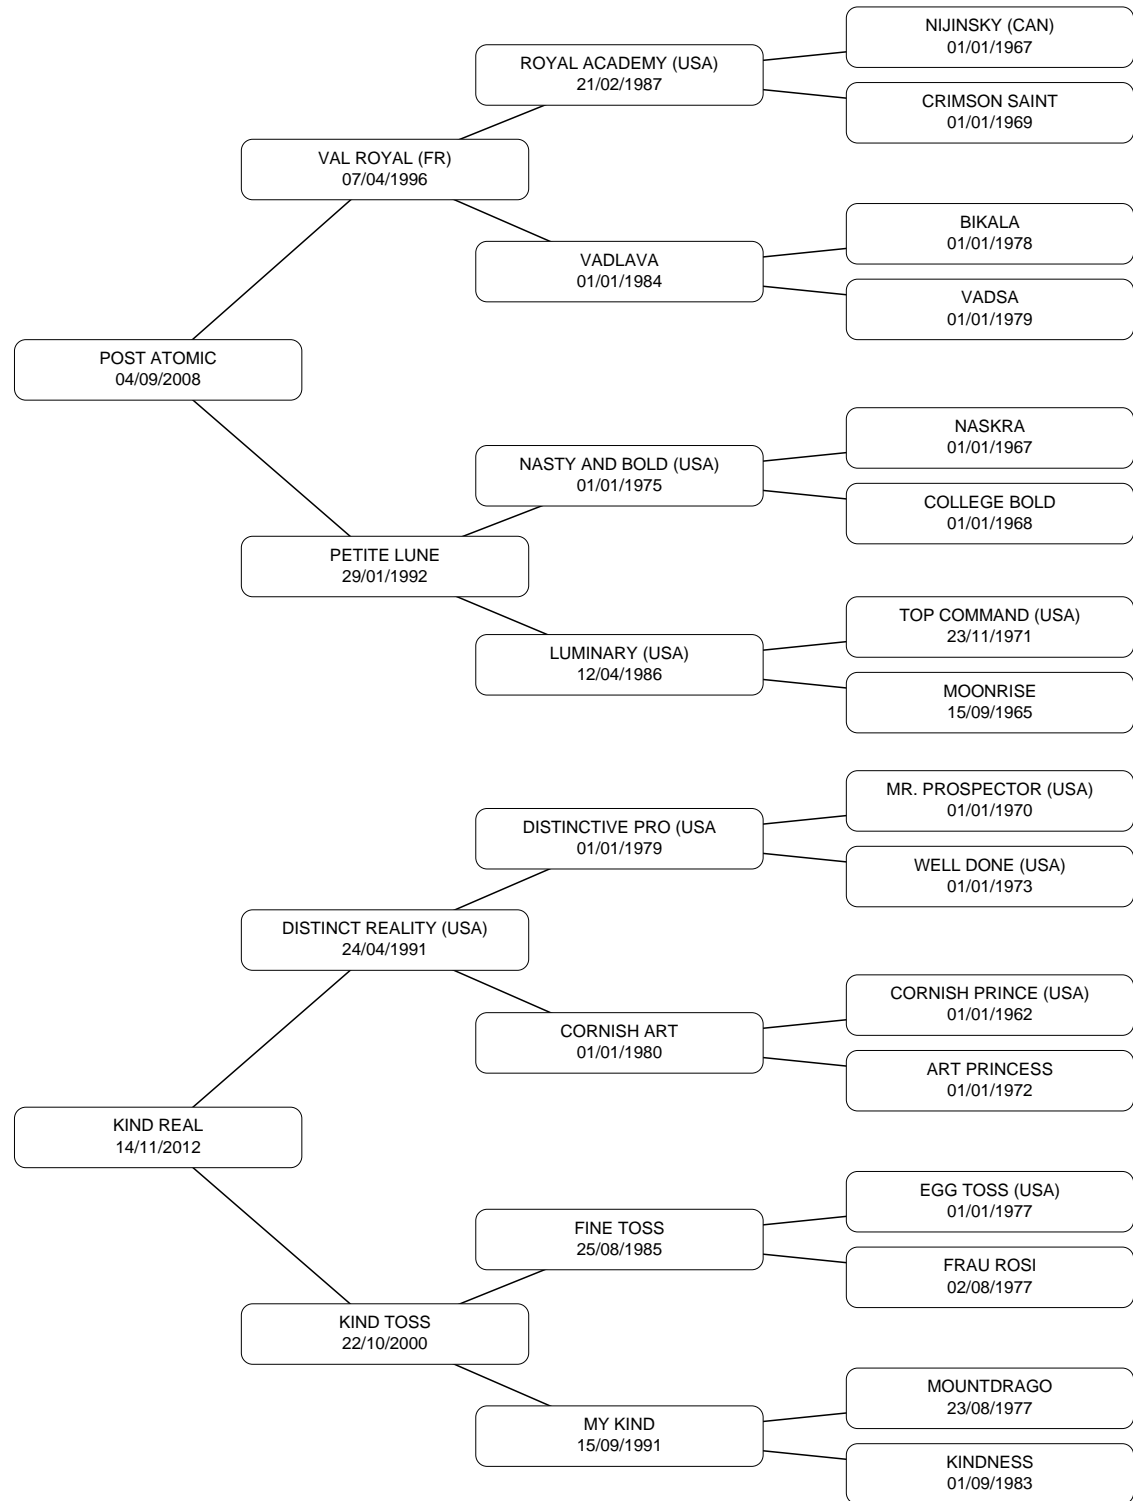 NIJINSKY (CAN)
01/01/1967
ROYAL ACADEMY (USA)
21/02/1987
CRIMSON SAINT
01/01/1969
VAL ROYAL (FR)
07/04/1996
BIKALA
01/01/1978
VADLAVA
01/01/1984
VADSA
01/01/1979
POST ATOMIC
04/09/2008
NASKRA
01/01/1967
NASTY AND BOLD (USA)
01/01/1975
COLLEGE BOLD
01/01/1968
PETITE LUNE
29/01/1992
TOP COMMAND (USA)
23/11/1971
LUMINARY (USA)
12/04/1986
MOONRISE
15/09/1965
MR. PROSPECTOR (USA)
01/01/1970
DISTINCTIVE PRO (USA
01/01/1979
WELL DONE (USA)
01/01/1973
DISTINCT REALITY (USA)
24/04/1991
CORNISH PRINCE (USA)
01/01/1962
CORNISH ART
01/01/1980
ART PRINCESS
01/01/1972
KIND REAL
14/11/2012
EGG TOSS (USA)
01/01/1977
FINE TOSS
25/08/1985
FRAU ROSI
02/08/1977
KIND TOSS
22/10/2000
MOUNTDRAGO
23/08/1977
MY KIND
15/09/1991
KINDNESS
01/09/1983